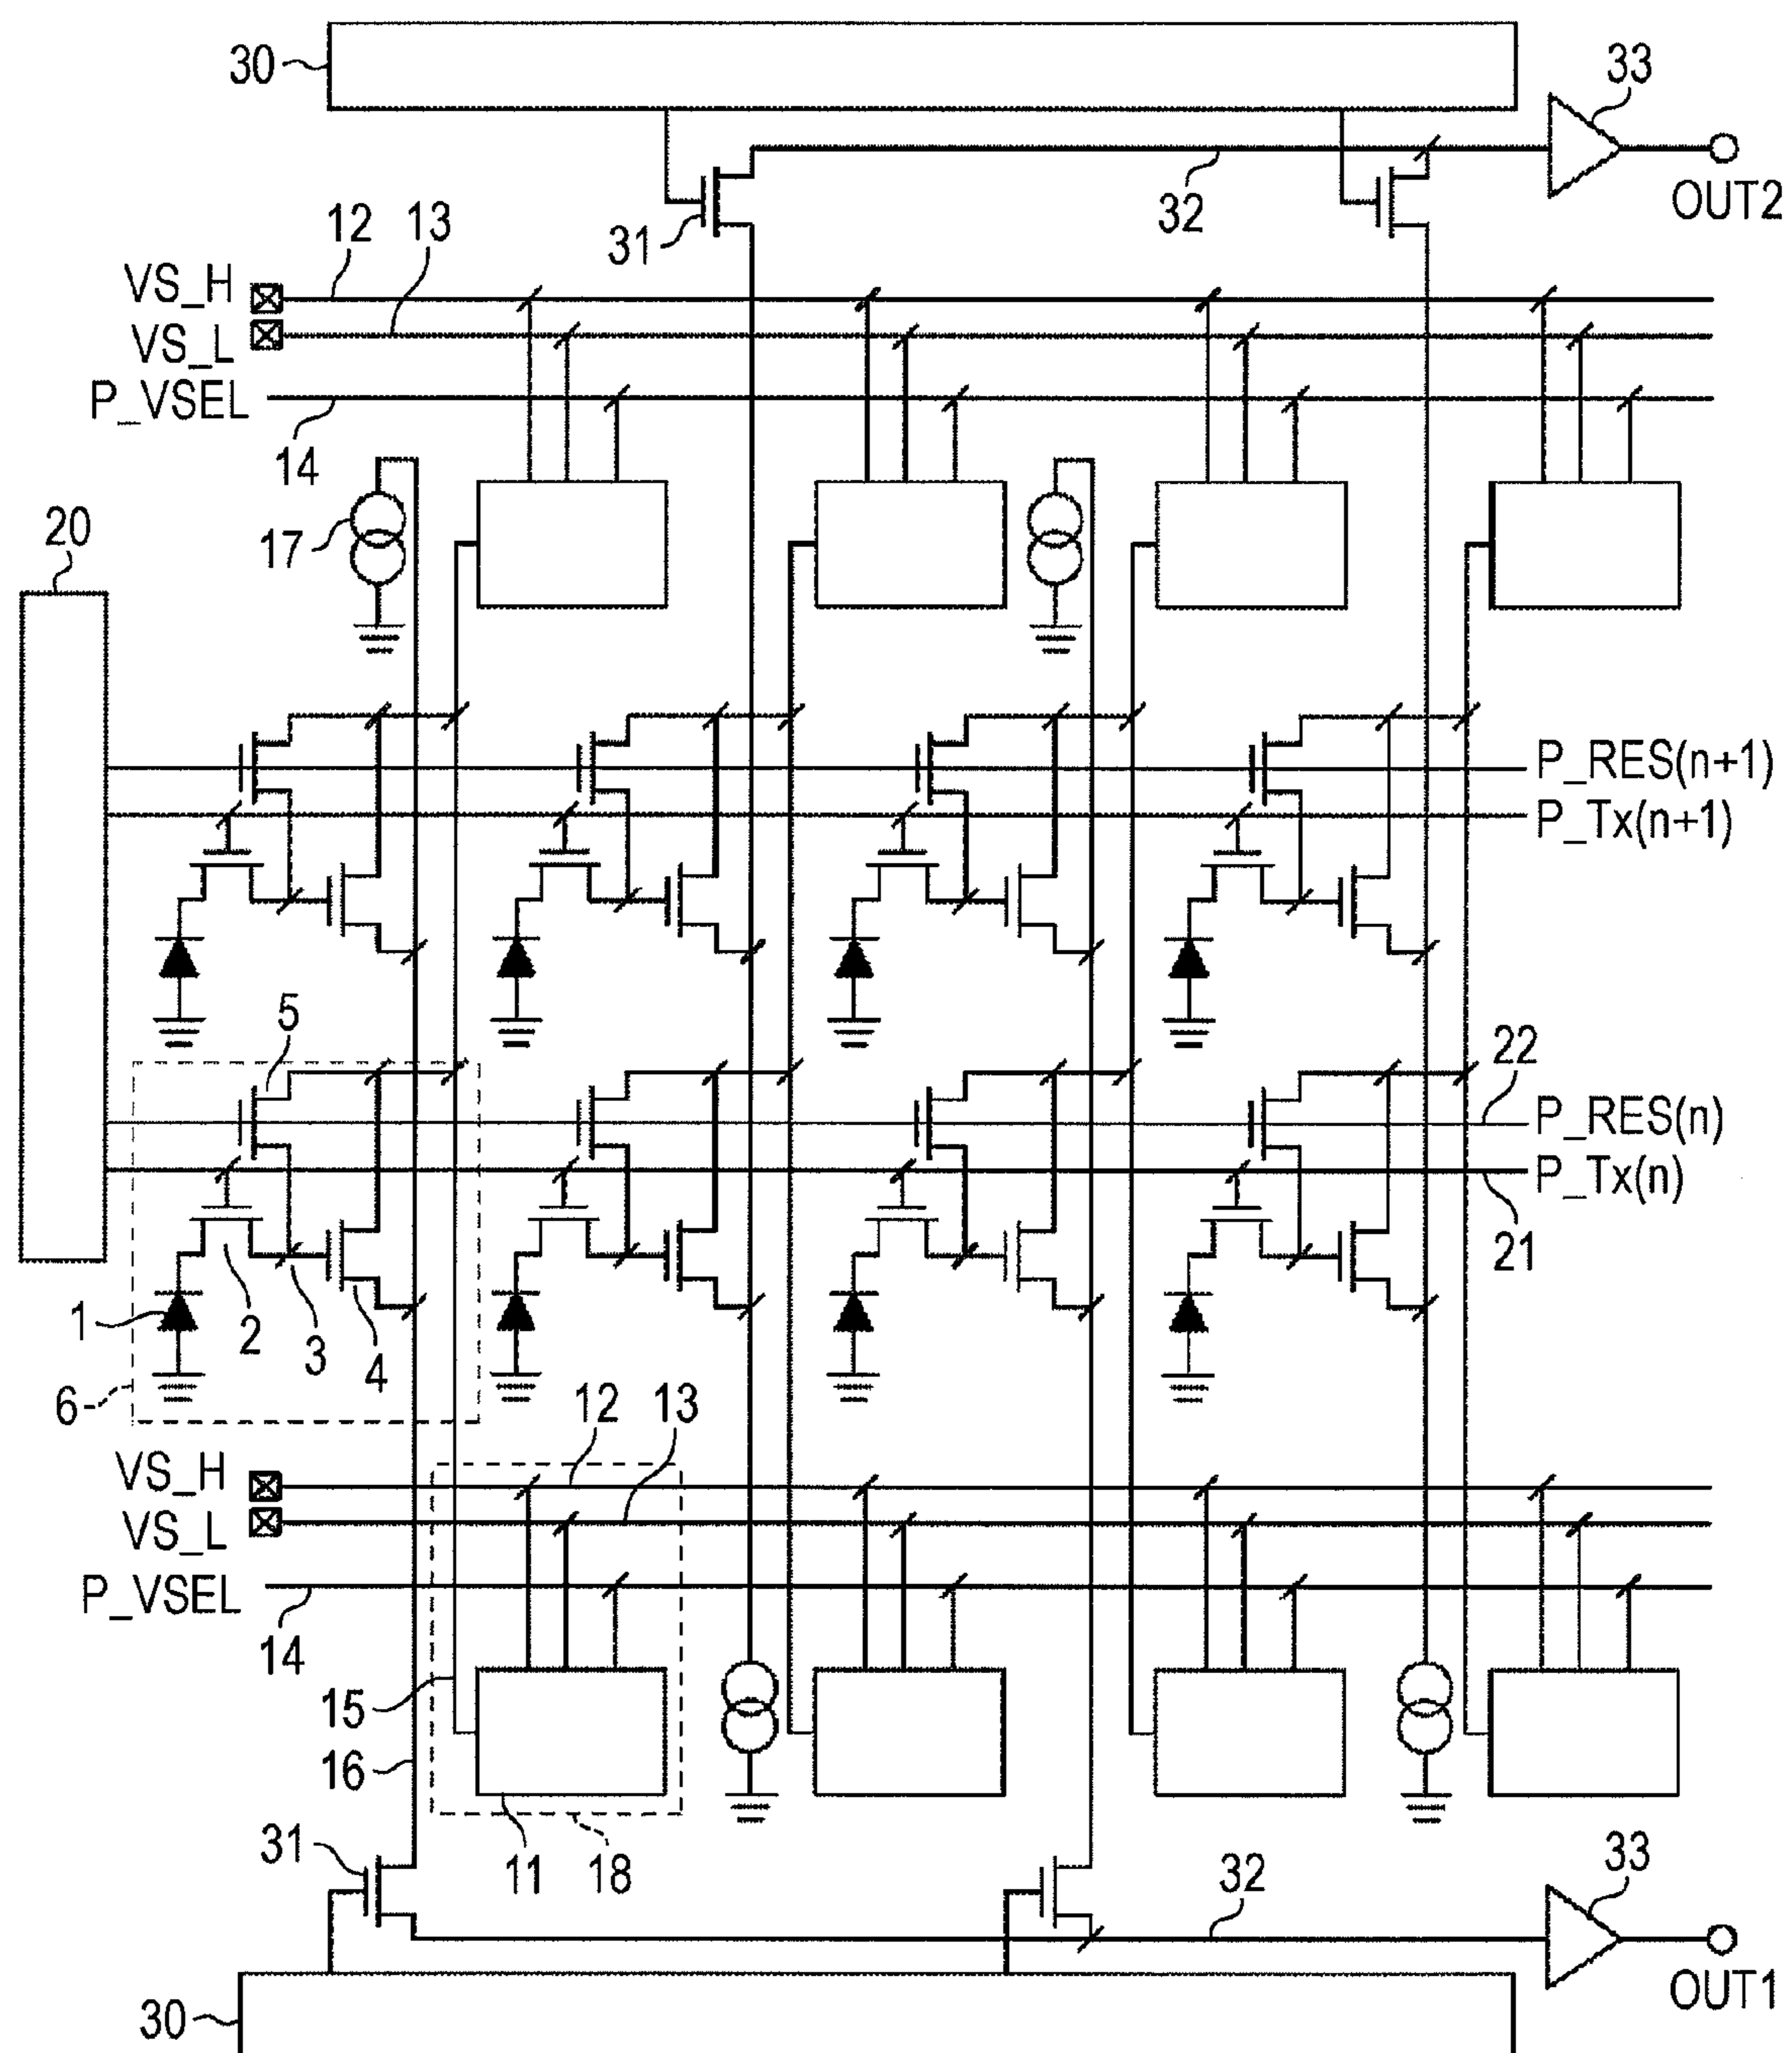 30
33
31
32
OUT2
12
13
VS_H
VS_L
P_VSEL
14
17
20
P_RES(n+1)
P_Tx(n+1)
5
22
P_RES(n)
P_Tx(n)
21
1
2
3
4
6
12
13
VS_H
VS_L
P_VSEL
14
15
16
31
11
18
32
33
OUT1
30